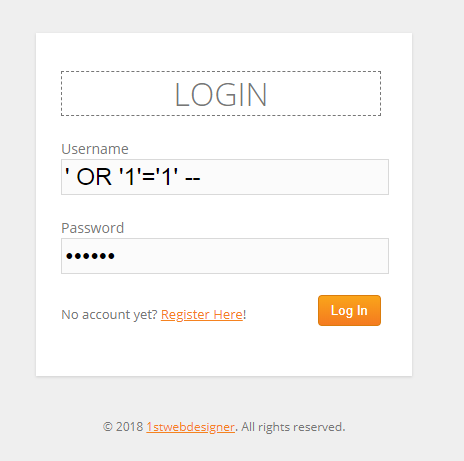 LOGIN
Username
' OR '1'='1' --
Password
••••••
No account yet? Register Here!
Log In
© 2018 1stwebdesigner. All rights reserved.